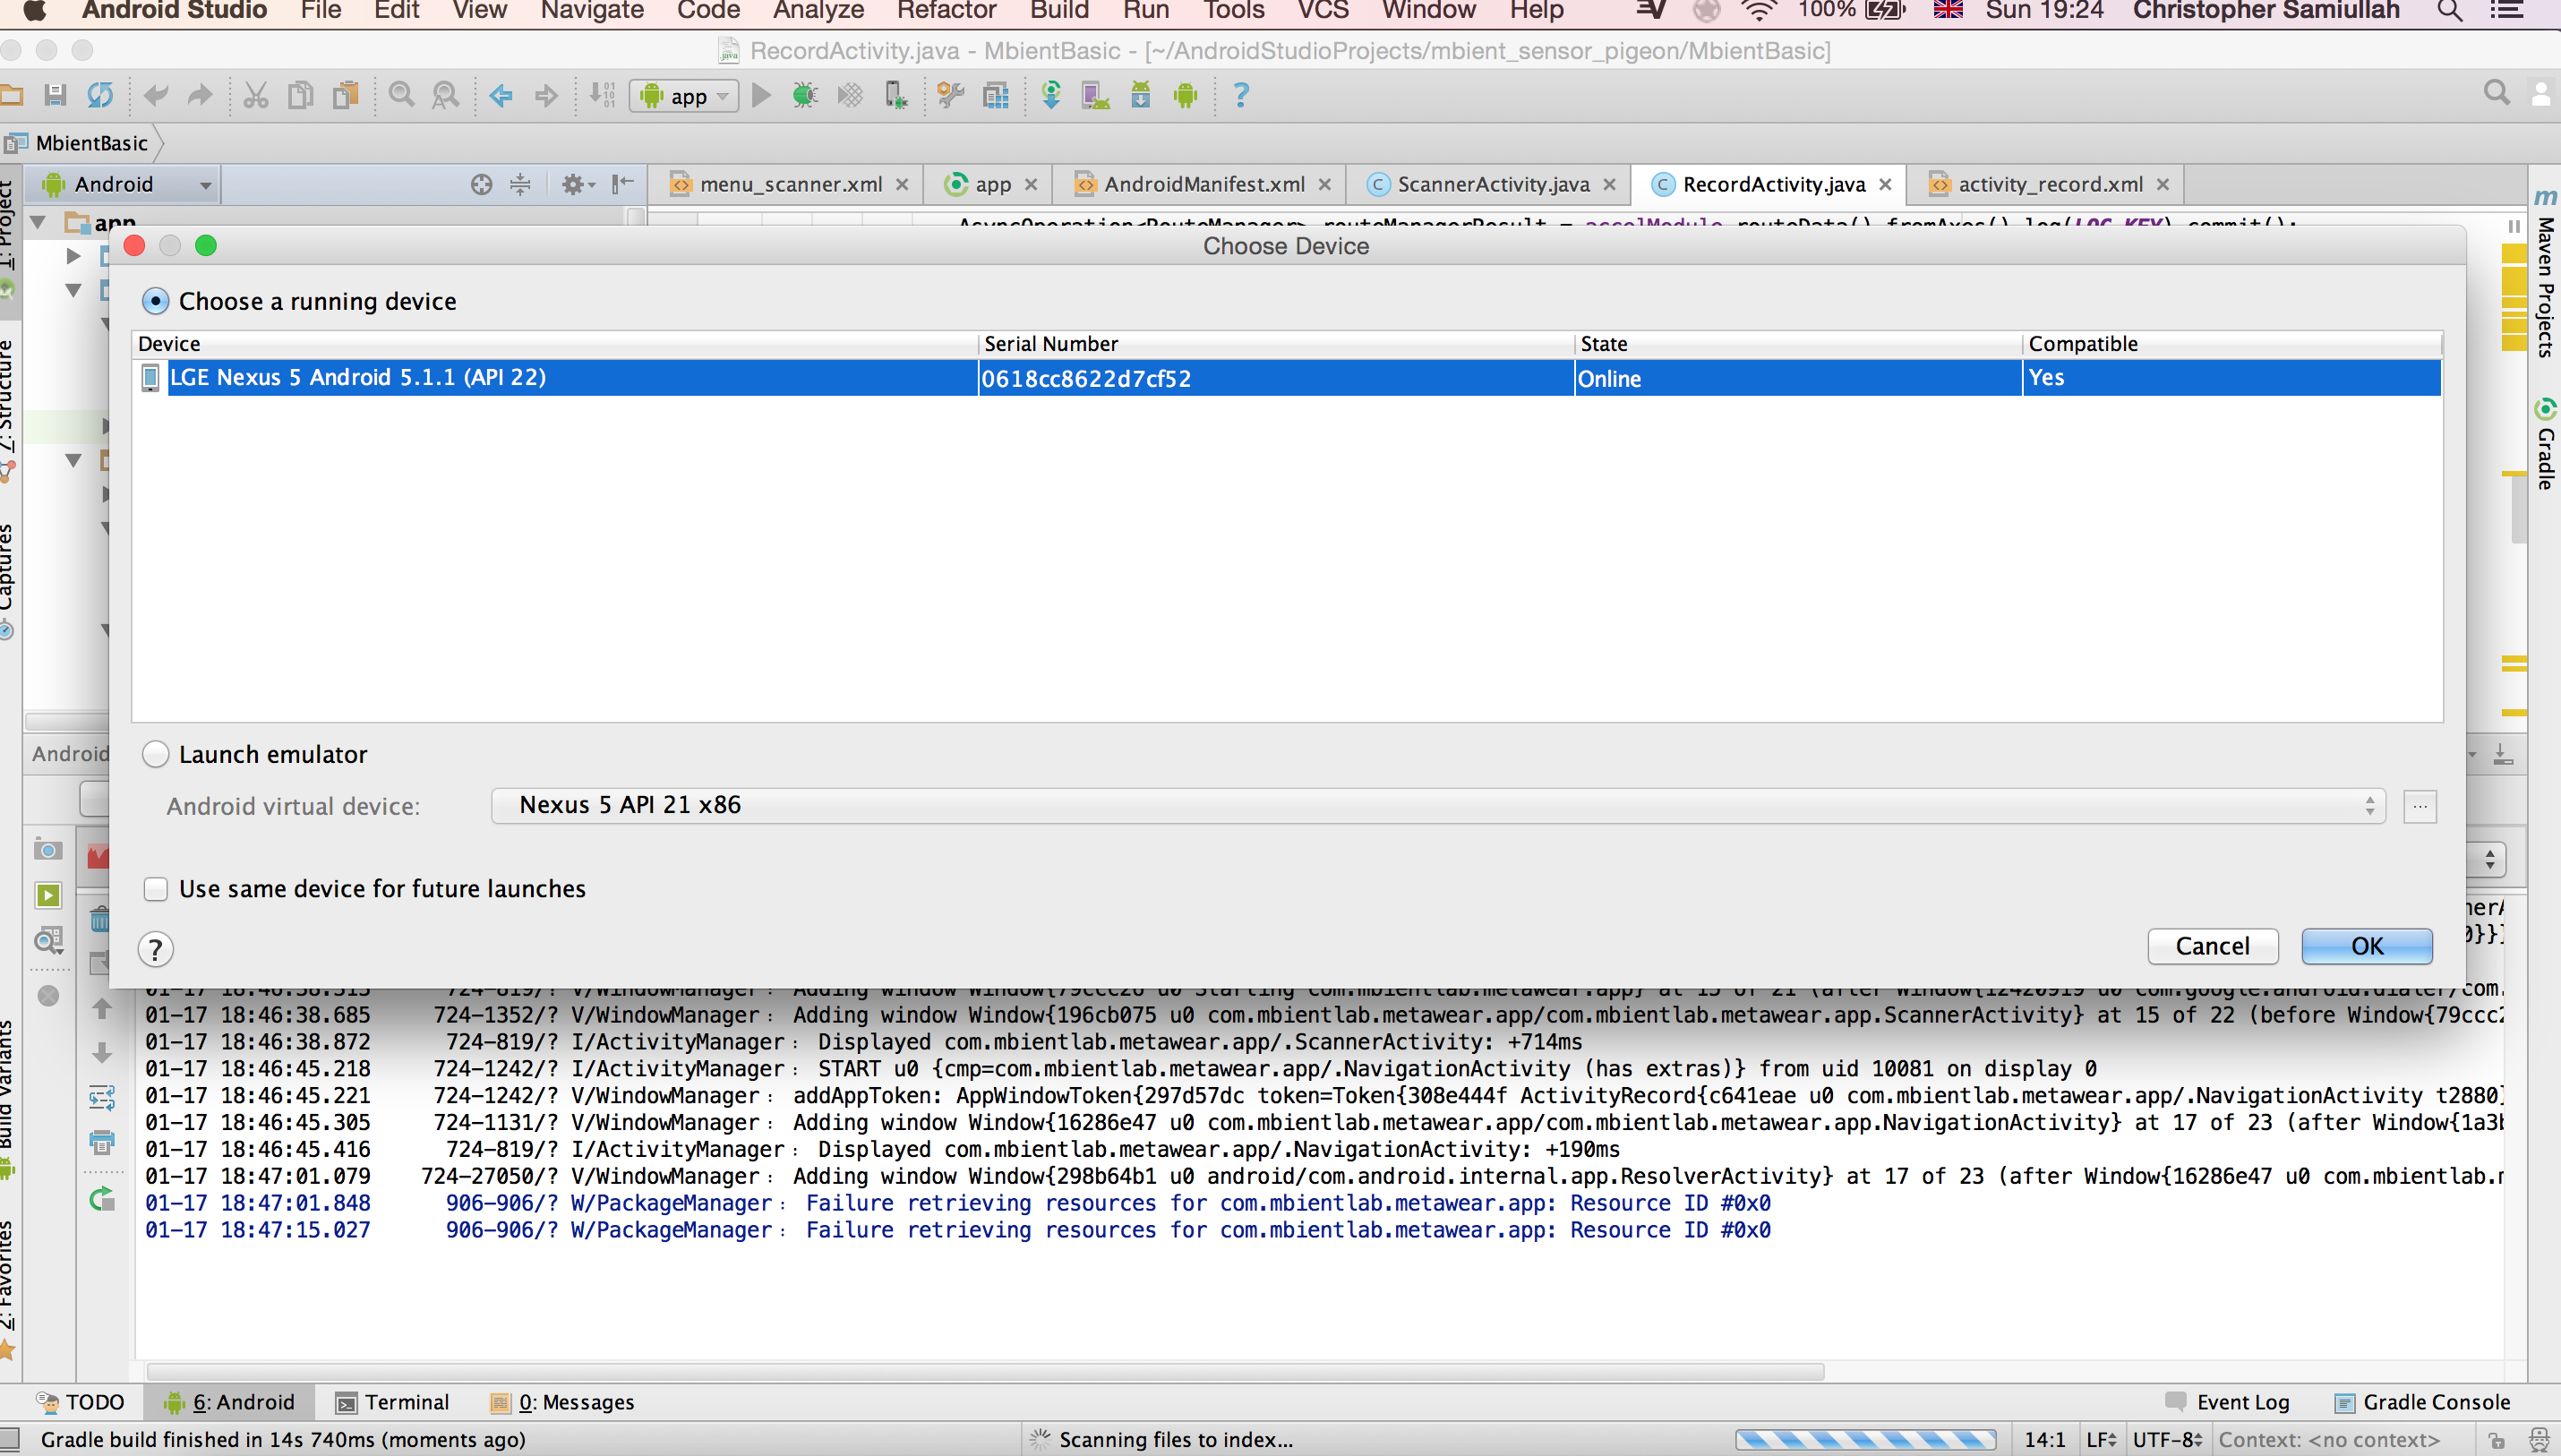 Android Studio File Edit View Navigate Code Analyze Refactor Build Run Tools VCS Window Help 100% Sun 19:24 Christopher Samiullah
RecordActivity.java - MbientBasic - [~/AndroidStudioProjects/mbient_sensor_pigeon/MbientBasic]
app
MbientBasic
1: Project
Android
menu_scanner.xml app AndroidManifest.xml ScannerActivity.java RecordActivity.java activity_record.xml
app
AsyncOperation<RouteManager> routeManagerResult = accelModule.routeData().fromAxes().log(LOG_KEY).commit();
Choose Device
Choose a running device
Device Serial Number State Compatible
LGE Nexus 5 Android 5.1.1 (API 22) 0618cc8622d7cf52 Online Yes
Launch emulator
Android virtual device: Nexus 5 API 21 x86
Use same device for future launches
? Cancel OK
Maven Projects
Gradle
7: Structure
Captures
Build Variants
2: Favorites
Android
0}}}
01-17 18:46:38.685 724-1352/? V/WindowManager: Adding window Window{196cb075 u0 com.mbientlab.metawear.app/com.mbientlab.metawear.app.ScannerActivity} at 15 of 22 (before Window{79ccc2
01-17 18:46:38.872 724-819/? I/ActivityManager: Displayed com.mbientlab.metawear.app/.ScannerActivity: +714ms
01-17 18:46:45.218 724-1242/? I/ActivityManager: START u0 {cmp=com.mbientlab.metawear.app/.NavigationActivity (has extras)} from uid 10081 on display 0
01-17 18:46:45.221 724-1242/? V/WindowManager: addAppToken: AppWindowToken{297d57dc token=Token{308e444f ActivityRecord{c641eae u0 com.mbientlab.metawear.app/.NavigationActivity t2880}
01-17 18:46:45.305 724-1131/? V/WindowManager: Adding window Window{16286e47 u0 com.mbientlab.metawear.app/com.mbientlab.metawear.app.NavigationActivity} at 17 of 23 (after Window{1a3b
01-17 18:46:45.416 724-819/? I/ActivityManager: Displayed com.mbientlab.metawear.app/.NavigationActivity: +190ms
01-17 18:47:01.079 724-27050/? V/WindowManager: Adding window Window{298b64b1 u0 android/com.android.internal.app.ResolverActivity} at 17 of 23 (after Window{16286e47 u0 com.mbientlab.m
01-17 18:47:01.848 906-906/? W/PackageManager: Failure retrieving resources for com.mbientlab.metawear.app: Resource ID #0x0
01-17 18:47:15.027 906-906/? W/PackageManager: Failure retrieving resources for com.mbientlab.metawear.app: Resource ID #0x0
TODO 6: Android Terminal 0: Messages Event Log Gradle Console
Gradle build finished in 14s 740ms (moments ago) Scanning files to index... 14:1 LF UTF-8 Context: <no context>